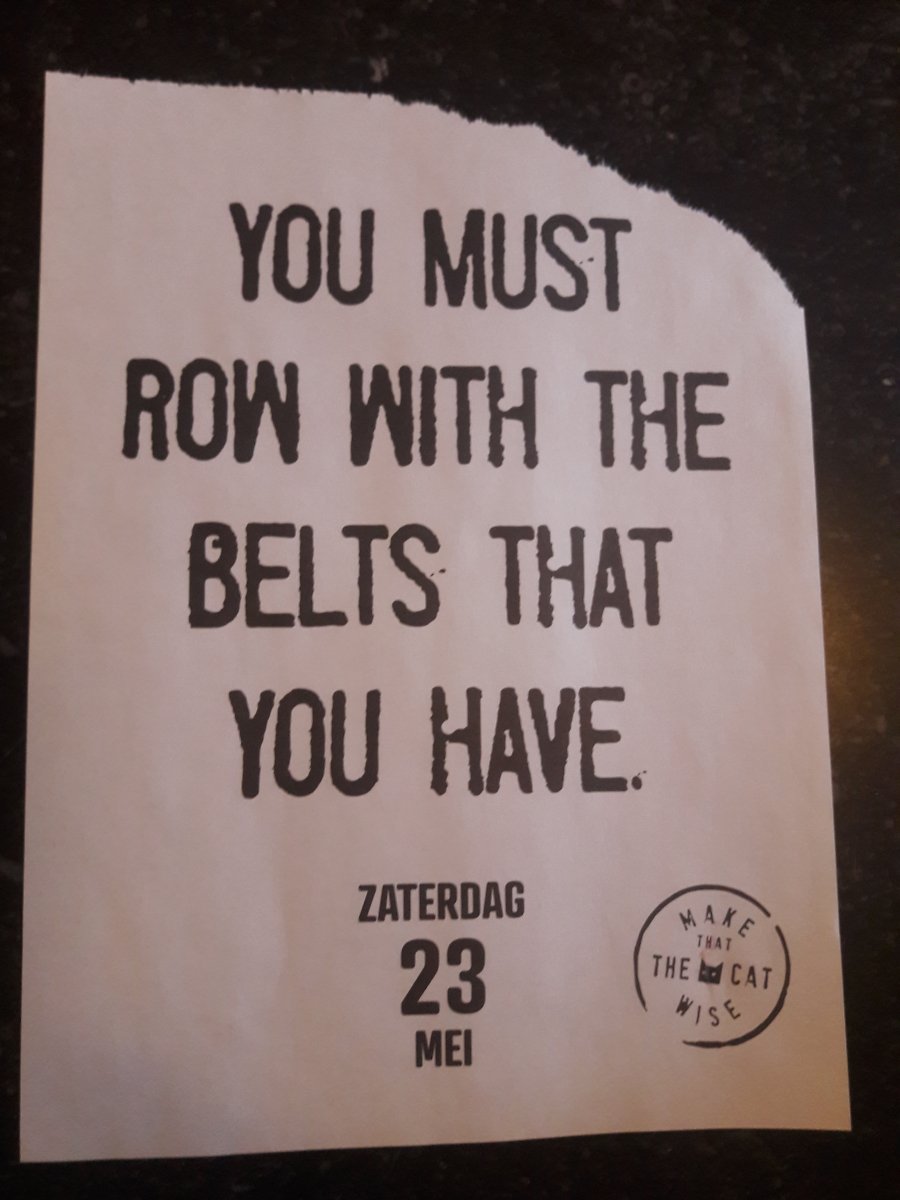 YOU MUST
ROW WITH THE
BELTS THAT
YOU HAVE.
ZATERDAG
23
MEI
MAKE
THAT
THE CAT
WISE